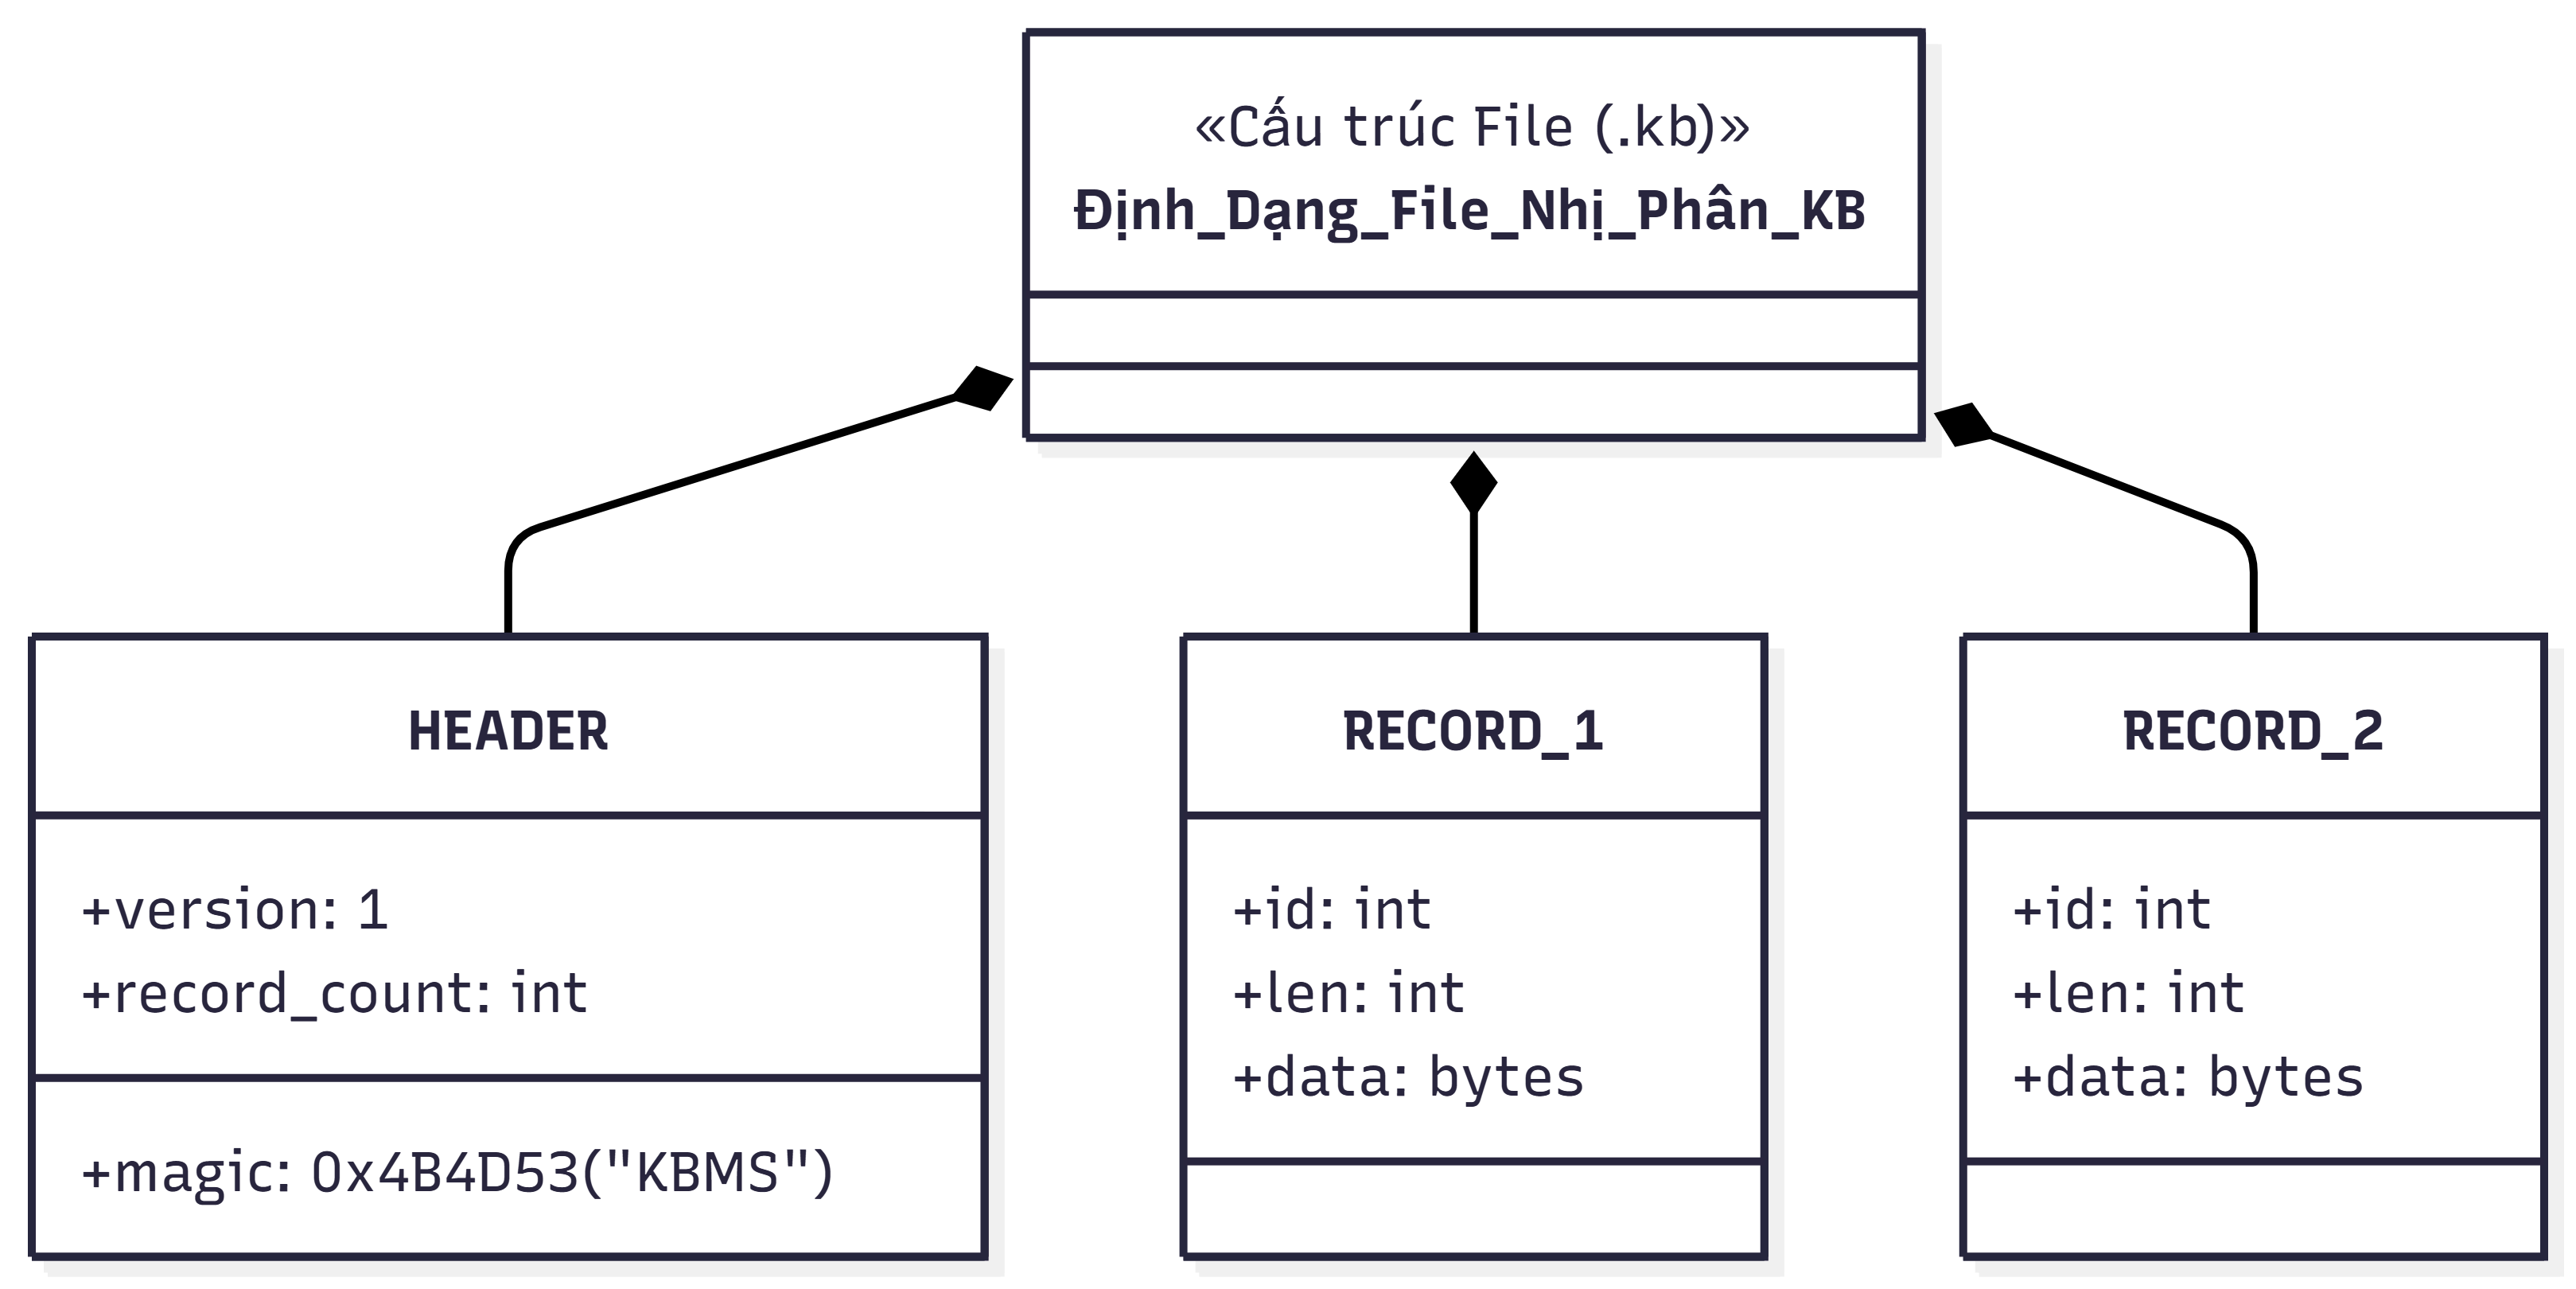 «Cấu trúc File (.kb)»
Định_Dạng_File_Nhị_Phân_KB
HEADER
+version: 1
+record_count: int
+magic: 0x4B4D53("KBMS")
RECORD_1
+id: int
+len: int
+data: bytes
RECORD_2
+id: int
+len: int
+data: bytes